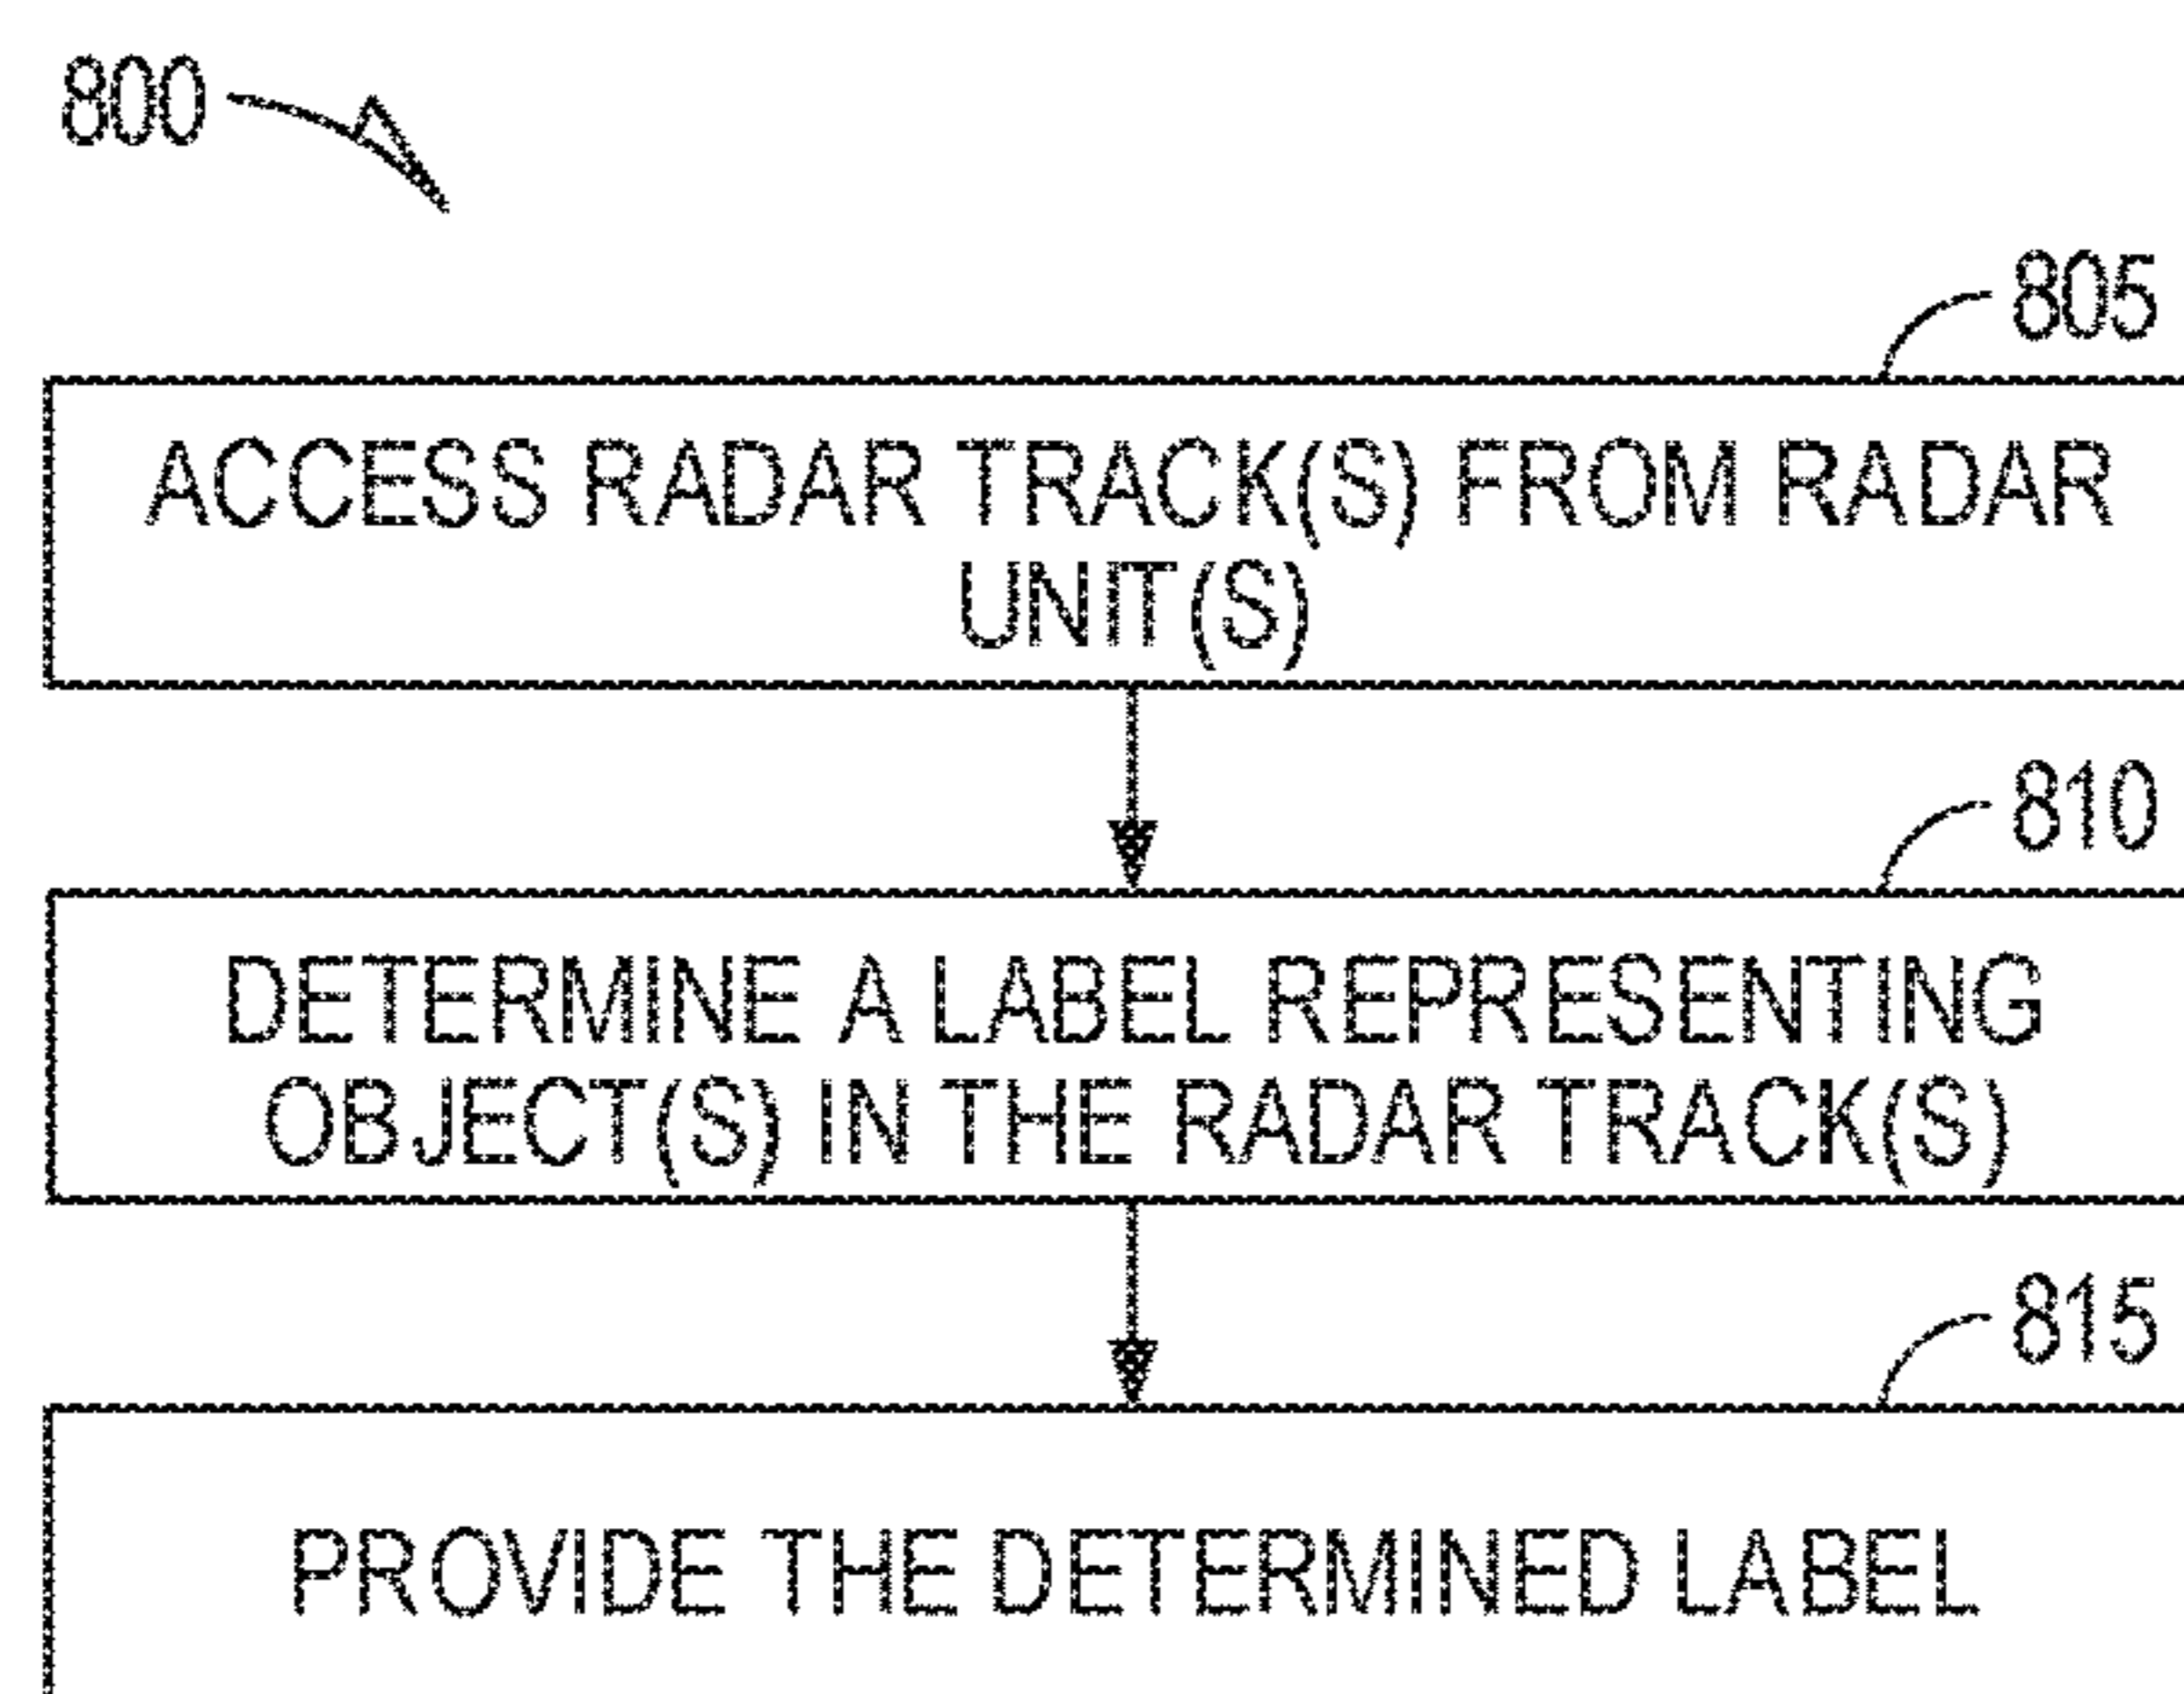 800
805
ACCESS RADAR TRACK(S) FROM RADAR
UNIT(S)
810
DETERMINE A LABEL REPRESENTING
OBJECT(S) IN THE RADAR TRACK(S)
815
PROVIDE THE DETERMINED LABEL